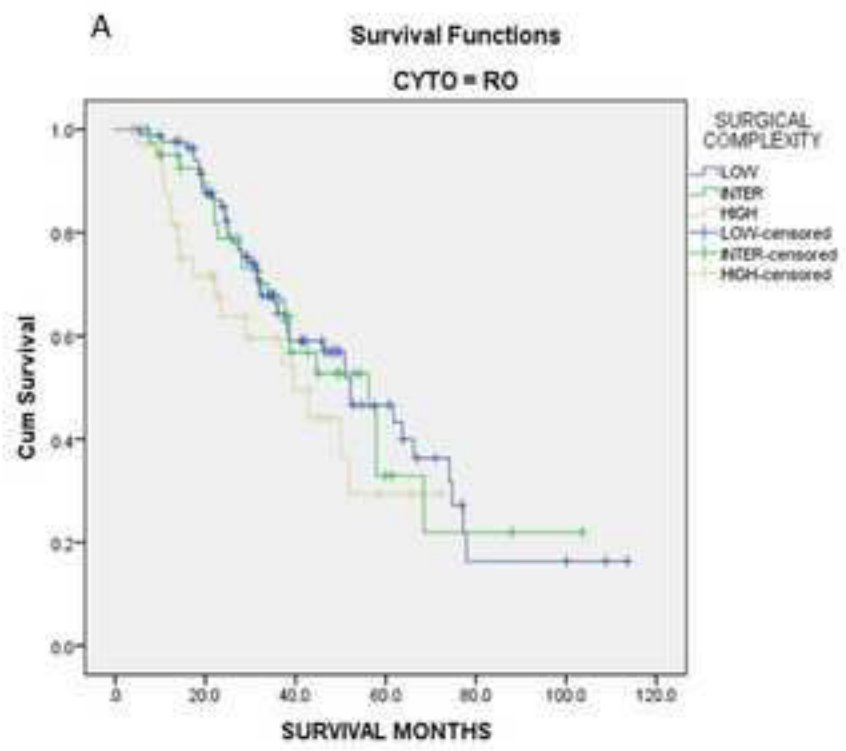 A
Survival Functions
CYTO = RO
SURGICAL
COMPLEXITY
LOW
INTER
HIGH
LOW-censored
INTER-censored
HIGH-censored
Cum Survival
1.0
0.8
0.6
0.4
0.2
0.0
.0 20.0 40.0 60.0 80.0 100.0 120.0
SURVIVAL MONTHS